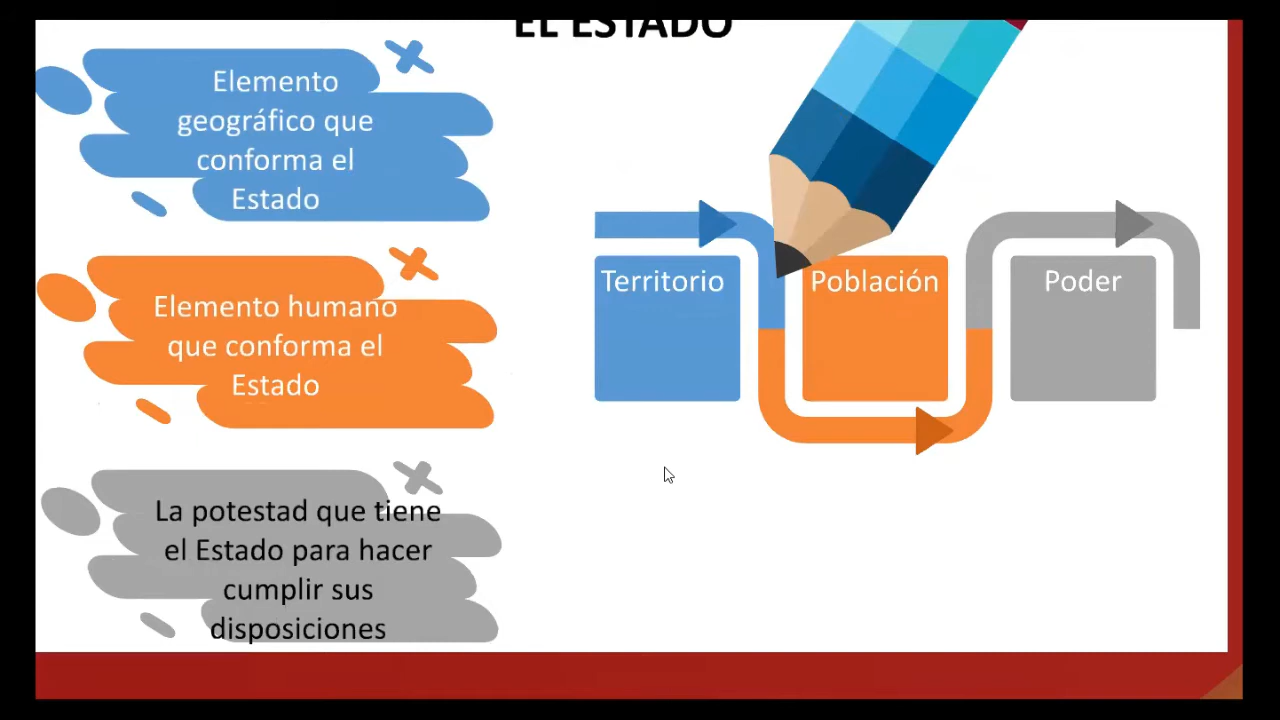 EL ESTADO
Elemento
geográfico que
conforma el
Estado
Elemento humano
que conforma el
Estado
La potestad que tiene
el Estado para hacer
cumplir sus
disposiciones
Territorio
Población
Poder